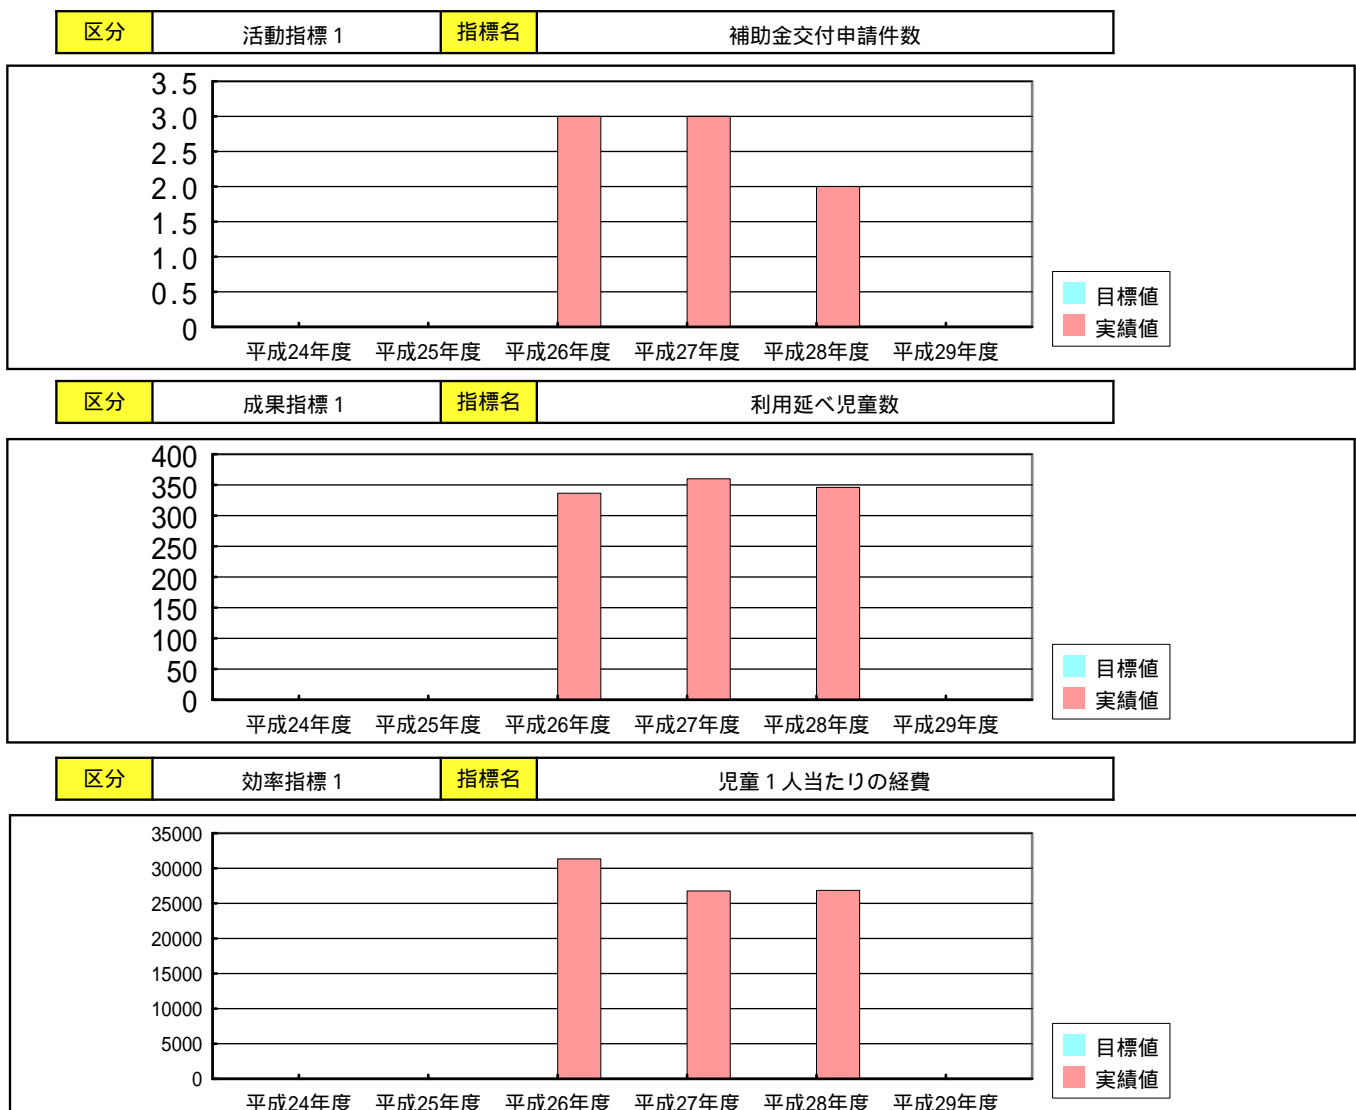 区分 活動指標1 指標名 補助金交付申請件数
3.5
3.0
2.5
2.0
1.5
1.0
0.5
0
平成24年度 平成25年度 平成26年度 平成27年度 平成28年度 平成29年度
目標値
実績値
区分 成果指標1 指標名 利用延べ児童数
400
350
300
250
200
150
100
50
0
平成24年度 平成25年度 平成26年度 平成27年度 平成28年度 平成29年度
目標値
実績値
区分 効率指標1 指標名 児童1人当たりの経費
35000
30000
25000
20000
15000
10000
5000
0
平成24年度 平成25年度 平成26年度 平成27年度 平成28年度 平成29年度
目標値
実績値